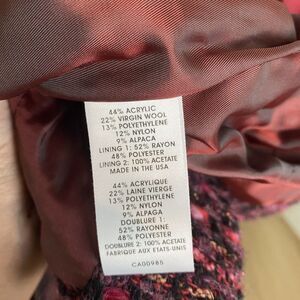 44% ACRYLIC
22% VIRGIN WOOL
13% POLYETHYLENE
12% NYLON
9% ALPACA
LINING 1: 52% RAYON
48% POLYESTER
LINING 2: 100% ACETATE
MADE IN THE USA
44% ACRYLIQUE
22% LAINE VIERGE
13% POLYETHYLENE
12% NYLON
9% ALPAGA
DOUBLURE 1:
52% RAYONNE
48% POLYESTER
DOUBLURE 2: 100% ACETATE
FABRIQUE AUX ETATS-UNIS
CA00985